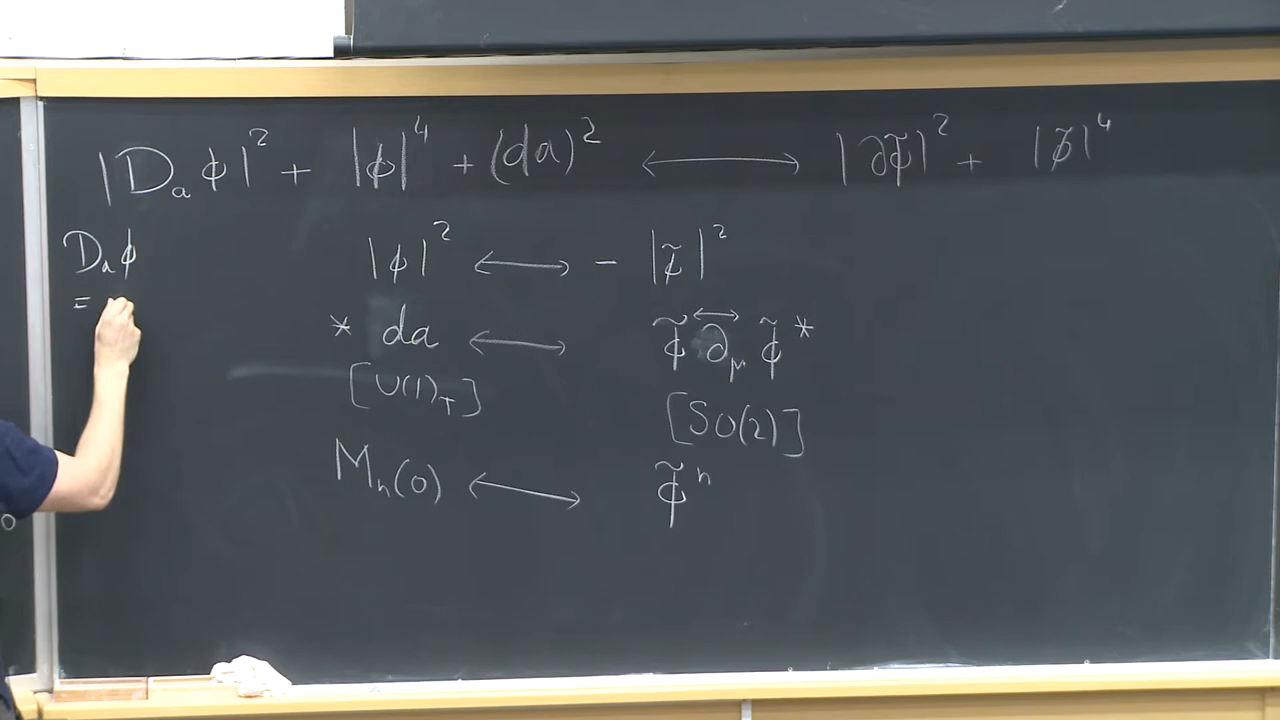 |D_a ϕ|² + |ϕ|⁴ + (da)² ⟷ |∂ϕ̃|² + |ϕ̃|⁴
D_a ϕ
=
|ϕ|² ⟷ - |ϕ̃|²
* da ⟷ ϕ̃ ∂⃡_μ ϕ̃*
[U(1)_T] [SO(2)]
M_n(0) ⟷ ϕ̃ⁿ